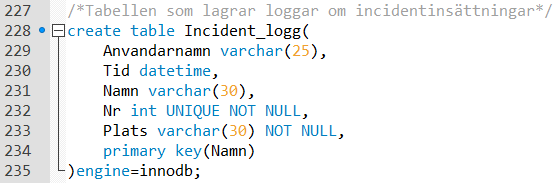 227 /*Tabellen som lagrar loggar om incidentinsättningar*/
228 create table Incident_logg(
229 Anvandarnamn varchar(25),
230 Tid datetime,
231 Namn varchar(30),
232 Nr int UNIQUE NOT NULL,
233 Plats varchar(30) NOT NULL,
234 primary key(Namn)
235 )engine=innodb;